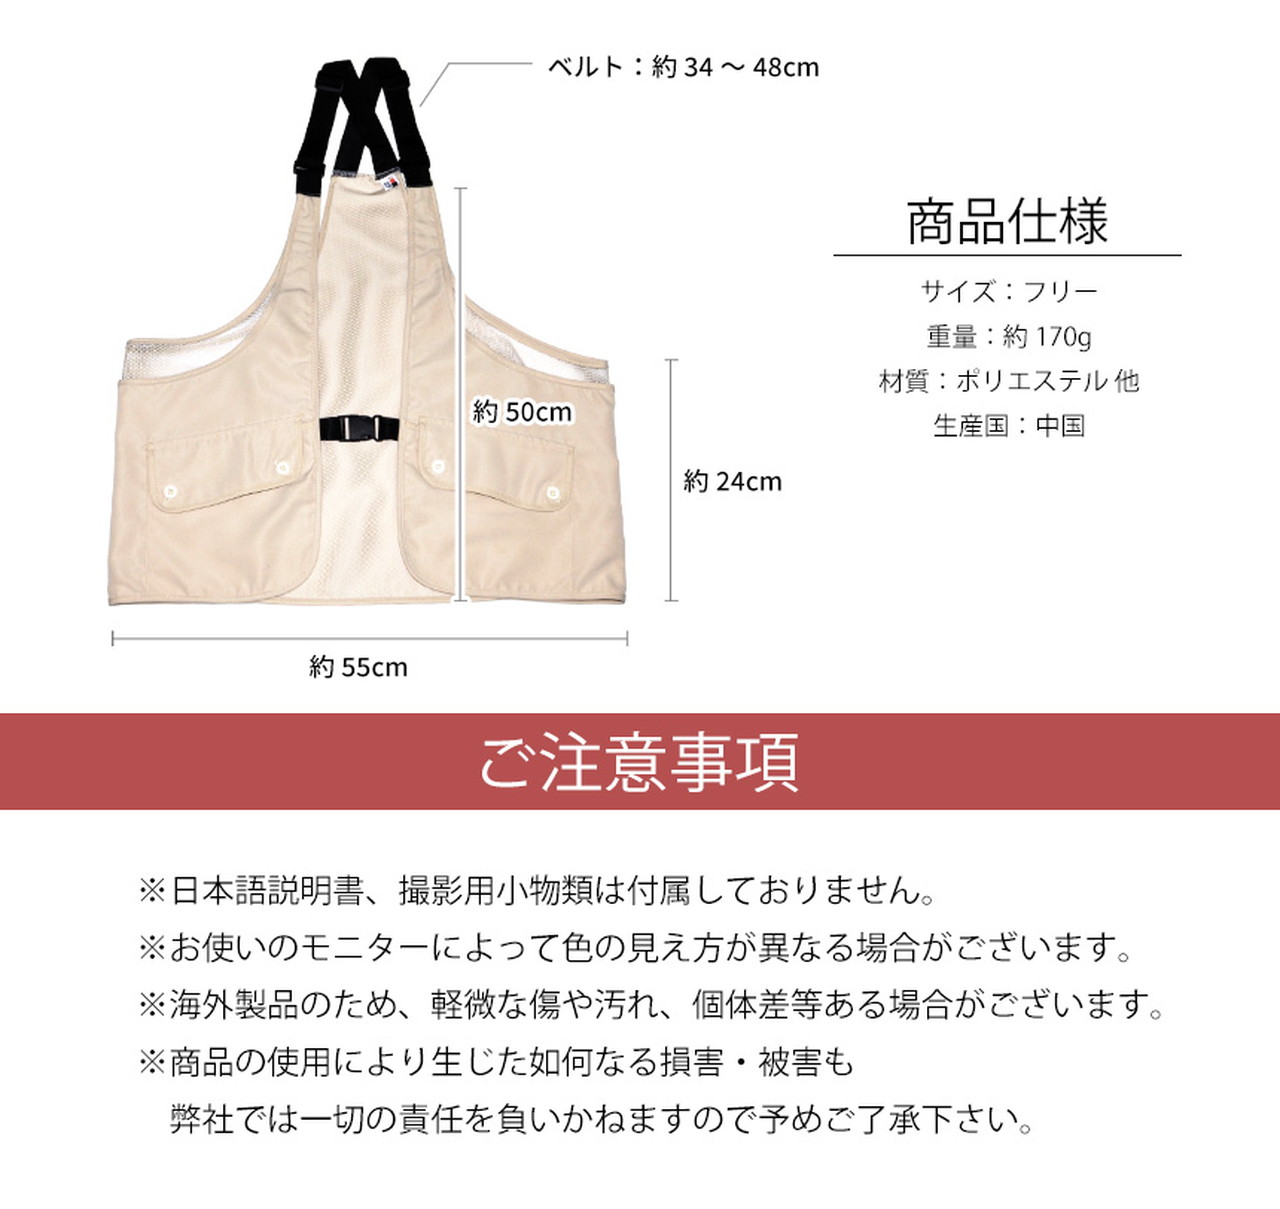 ベルト：約 34 ～ 48cm
商品仕様
サイズ：フリー
重量：約 170g
材質：ポリエステル 他
生産国：中国
約 50cm
約 24cm
約 55cm
ご注意事項
※日本語説明書、撮影用小物類は付属しておりません。
※お使いのモニターによって色の見え方が異なる場合がございます。
※海外製品のため、軽微な傷や汚れ、個体差等ある場合がございます。
※商品の使用により生じた如何なる損害・被害も
弊社では一切の責任を負いかねますので予めご了承下さい。